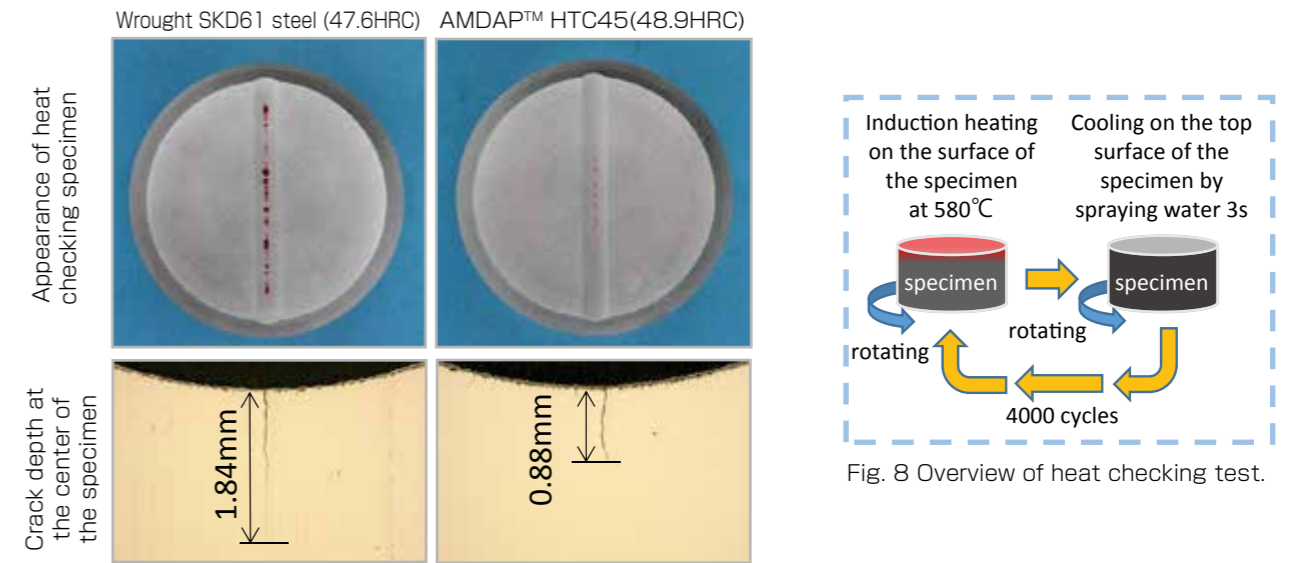 Wrought SKD61 steel (47.6HRC)
AMDAP™ HTC45(48.9HRC)
Appearance of heat
checking specimen
Crack depth at
the center of
the specimen
1.84mm
0.88mm
Induction heating
on the surface of
the specimen
at 580℃
Cooling on the top
surface of the
specimen by
spraying water 3s
specimen
specimen
rotating
rotating
4000 cycles
Fig. 8 Overview of heat checking test.